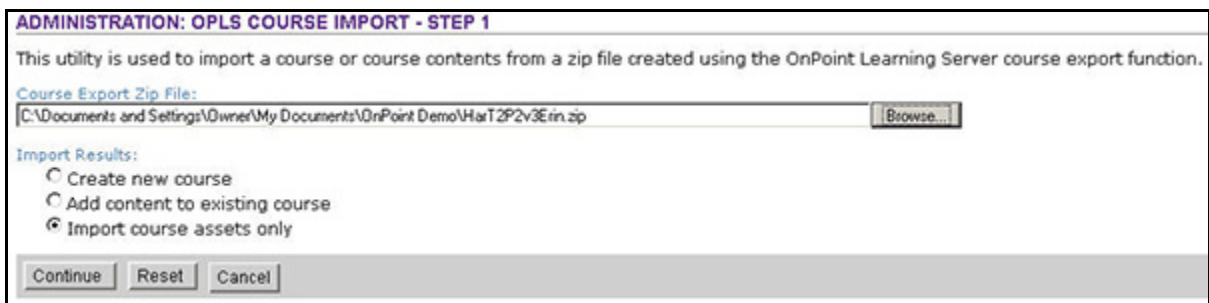 ADMINISTRATION: OPLS COURSE IMPORT - STEP 1
This utility is used to import a course or course contents from a zip file created using the OnPoint Learning Server course export function.
Course Export Zip File:
C:\Documents and Settings\Owner\My Documents\OnPoint Demo\HarT2P2v3Erin.zip Browse...
Import Results:
Create new course
Add content to existing course
Import course assets only
Continue Reset Cancel